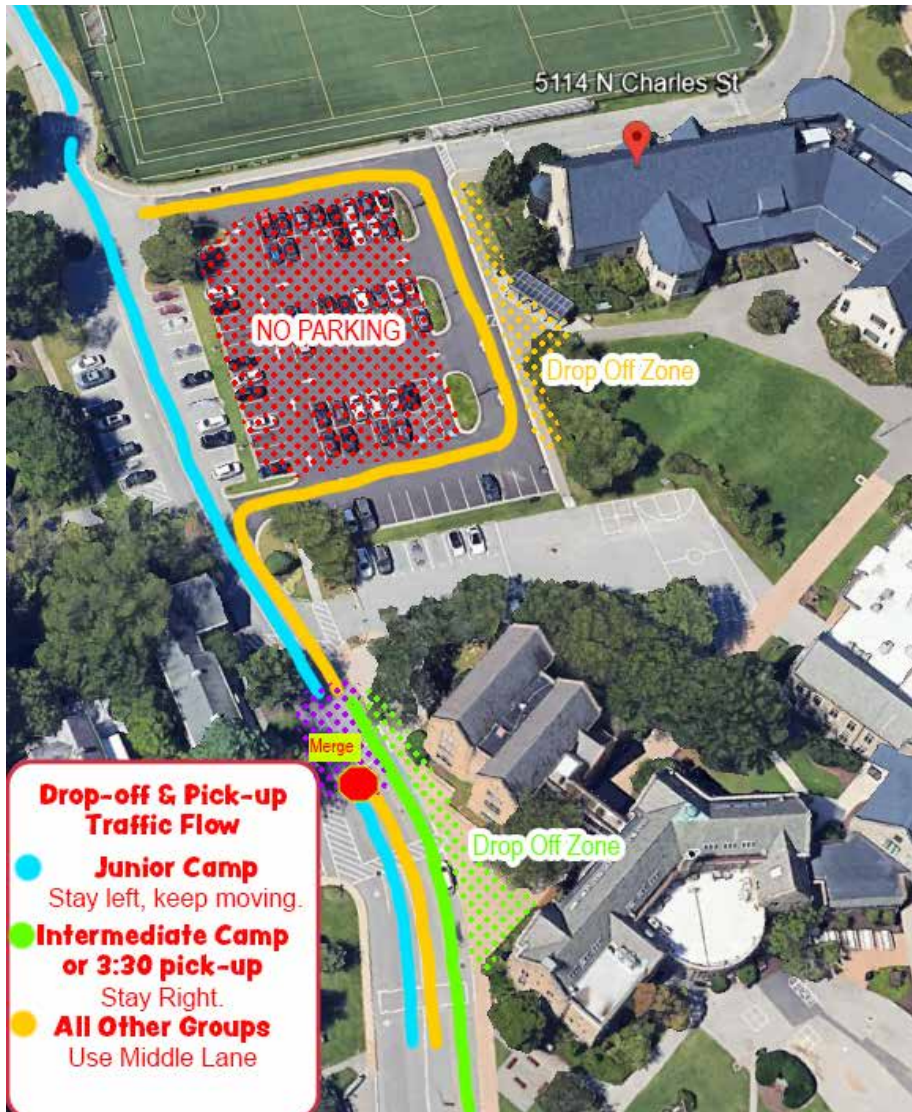 5114 N Charles St
NO PARKING
Drop Off Zone
Merge
Drop Off Zone
Drop-off & Pick-up
Traffic Flow
Junior Camp
Stay left, keep moving.
Intermediate Camp
or 3:30 pick-up
Stay Right.
All Other Groups
Use Middle Lane